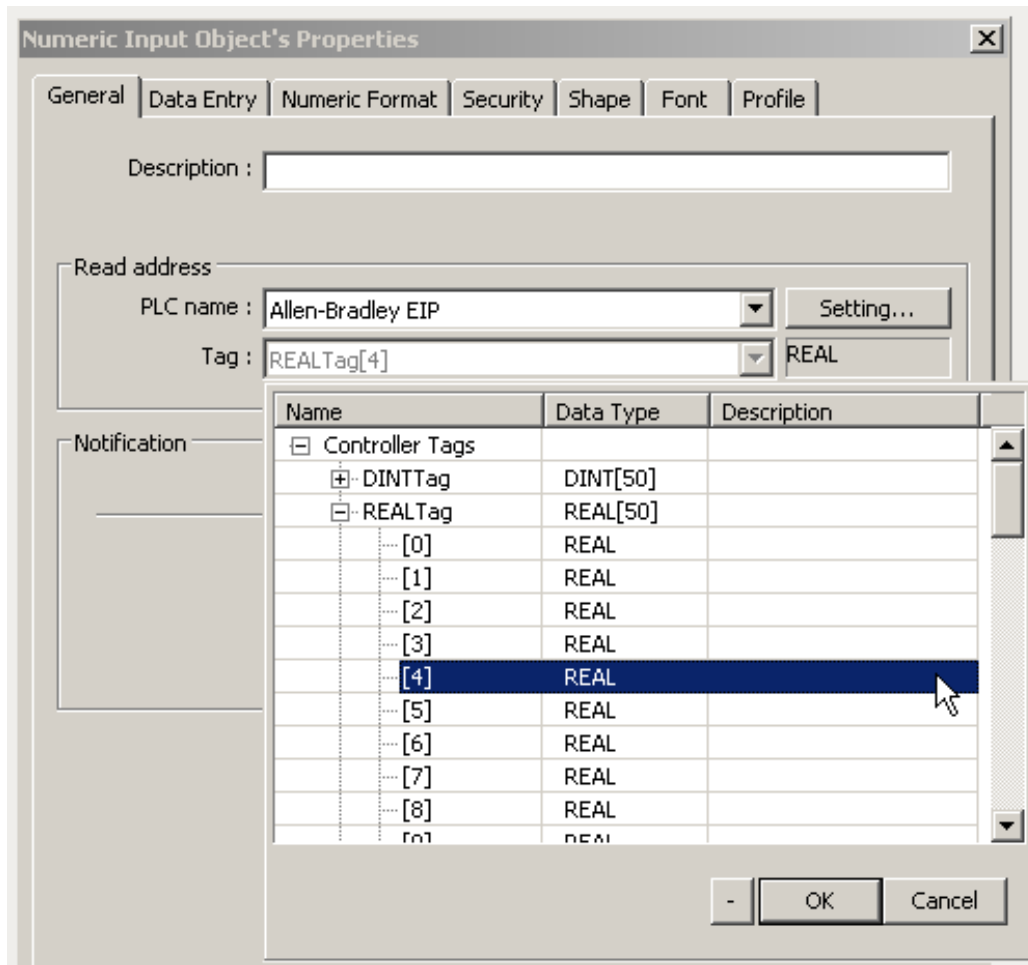 Numeric Input Object's Properties
General Data Entry Numeric Format Security Shape Font Profile
Description :
Read address
PLC name : Allen-Bradley EIP Setting...
Tag : REALTag[4] REAL
Name Data Type Description
Notification
Controller Tags
DINTTag DINT[50]
REALTag REAL[50]
[0] REAL
[1] REAL
[2] REAL
[3] REAL
[4] REAL
[5] REAL
[6] REAL
[7] REAL
[8] REAL
- OK Cancel